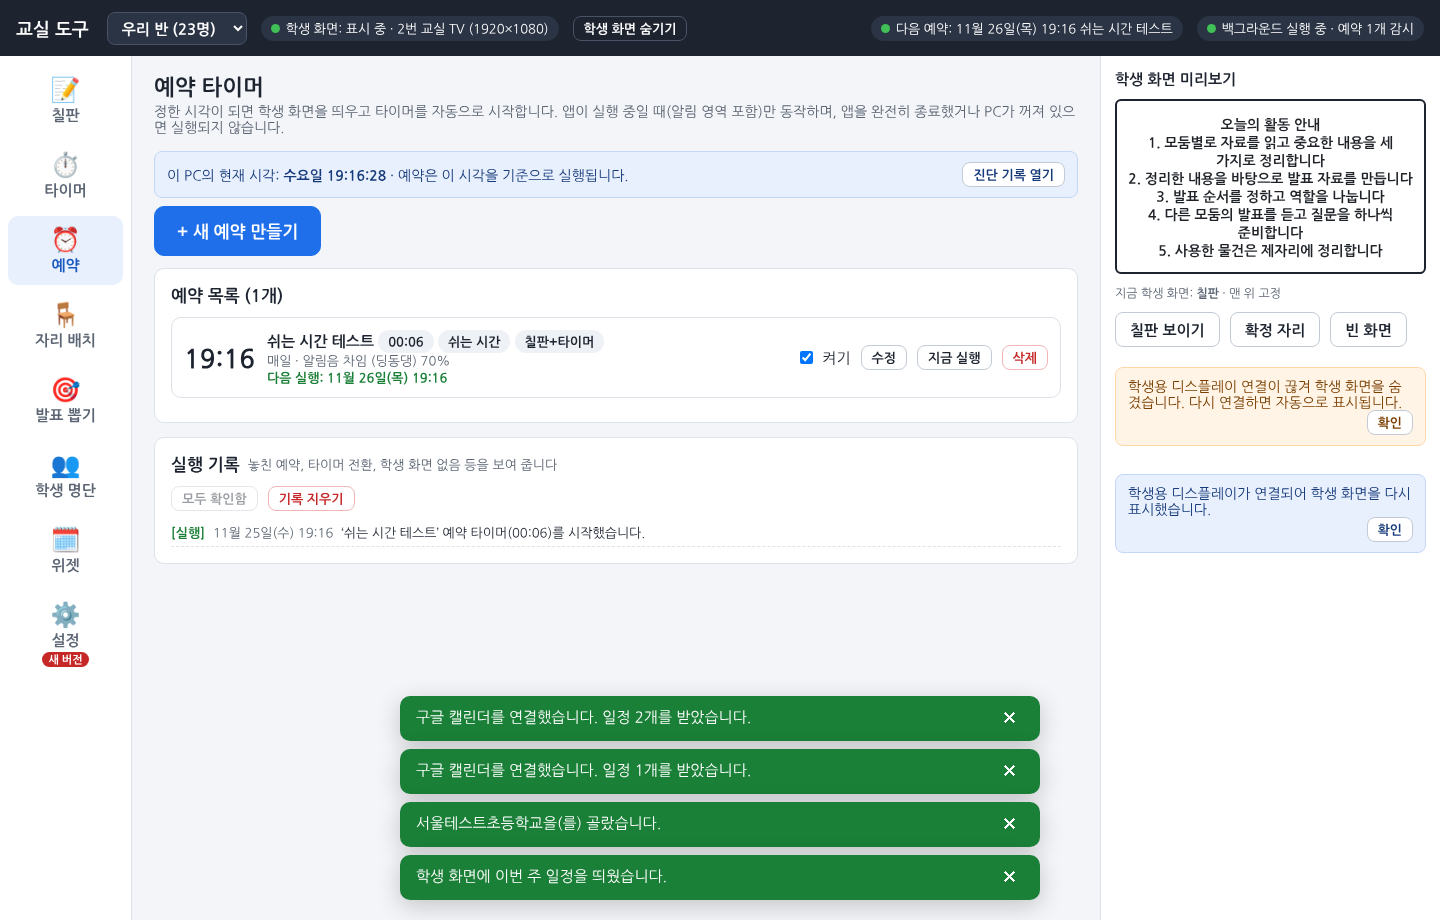 교실 도구
우리 반 (23명)
학생 화면: 표시 중 · 2번 교실 TV (1920×1080)
학생 화면 숨기기
다음 예약: 11월 26일(목) 19:16 쉬는 시간 테스트
백그라운드 실행 중 · 예약 1개 감시
칠판
타이머
예약
자리 배치
발표 뽑기
학생 명단
위젯
설정
새 버전
예약 타이머
정한 시각이 되면 학생 화면을 띄우고 타이머를 자동으로 시작합니다. 앱이 실행 중일 때(알림 영역 포함)만 동작하며, 앱을 완전히 종료했거나 PC가 꺼져 있으
면 실행되지 않습니다.
이 PC의 현재 시각: 수요일 19:16:28 · 예약은 이 시각을 기준으로 실행됩니다.
진단 기록 열기
+ 새 예약 만들기
예약 목록 (1개)
19:16
쉬는 시간 테스트 00:06 쉬는 시간 칠판+타이머
매일 · 알림음 차임 (딩동댕) 70%
다음 실행: 11월 26일(목) 19:16
켜기
수정
지금 실행
삭제
실행 기록 놓친 예약, 타이머 전환, 학생 화면 없음 등을 보여 줍니다
모두 확인함
기록 지우기
[실행] 11월 25일(수) 19:16 '쉬는 시간 테스트' 예약 타이머(00:06)를 시작했습니다.
학생 화면 미리보기
오늘의 활동 안내
1. 모둠별로 자료를 읽고 중요한 내용을 세
가지로 정리합니다
2. 정리한 내용을 바탕으로 발표 자료를 만듭니다
3. 발표 순서를 정하고 역할을 나눕니다
4. 다른 모둠의 발표를 듣고 질문을 하나씩
준비합니다
5. 사용한 물건은 제자리에 정리합니다
지금 학생 화면: 칠판 · 맨 위 고정
칠판 보이기
확정 자리
빈 화면
학생용 디스플레이 연결이 끊겨 학생 화면을 숨
겼습니다. 다시 연결하면 자동으로 표시됩니다.
확인
학생용 디스플레이가 연결되어 학생 화면을 다시
표시했습니다.
확인
구글 캘린더를 연결했습니다. 일정 2개를 받았습니다.
구글 캘린더를 연결했습니다. 일정 1개를 받았습니다.
서울테스트초등학교을(를) 골랐습니다.
학생 화면에 이번 주 일정을 띄웠습니다.